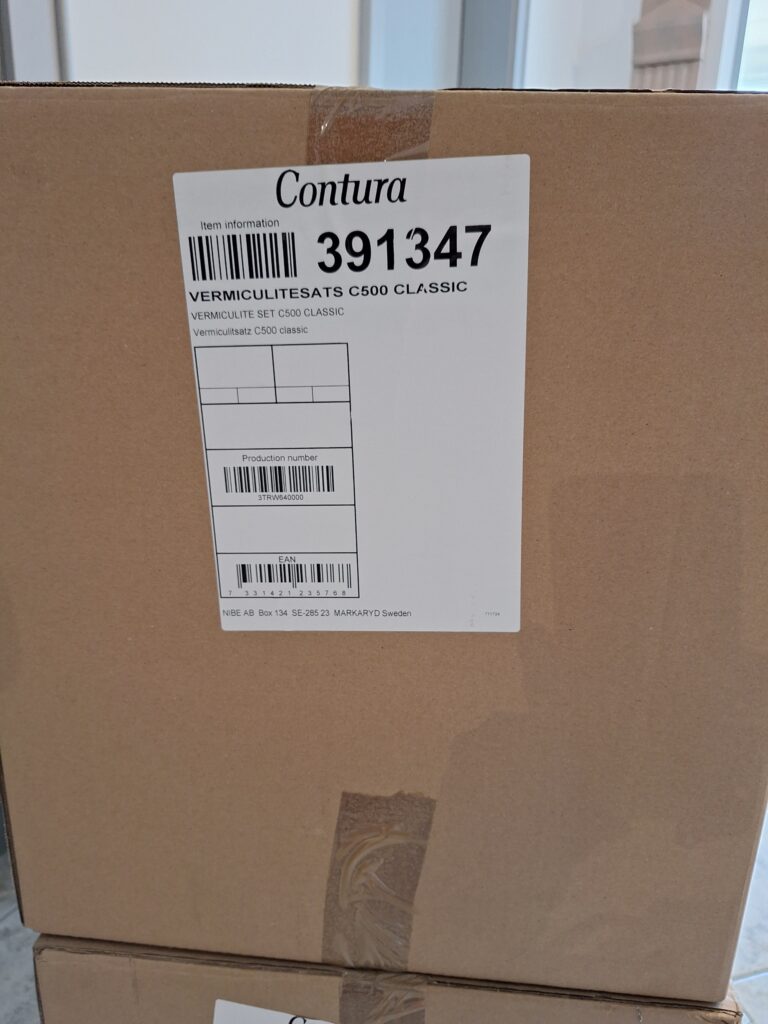 Contura
Item information
391347
VERMICULITESATS C500 CLASSIC
VERMICULITE SET C500 CLASSIC
Vermiculitsatz C500 classic
Production number
3TRW640000
EAN
7 331421 235768
NIBE AB Box 134 SE-285 23 MARKARYD Sweden